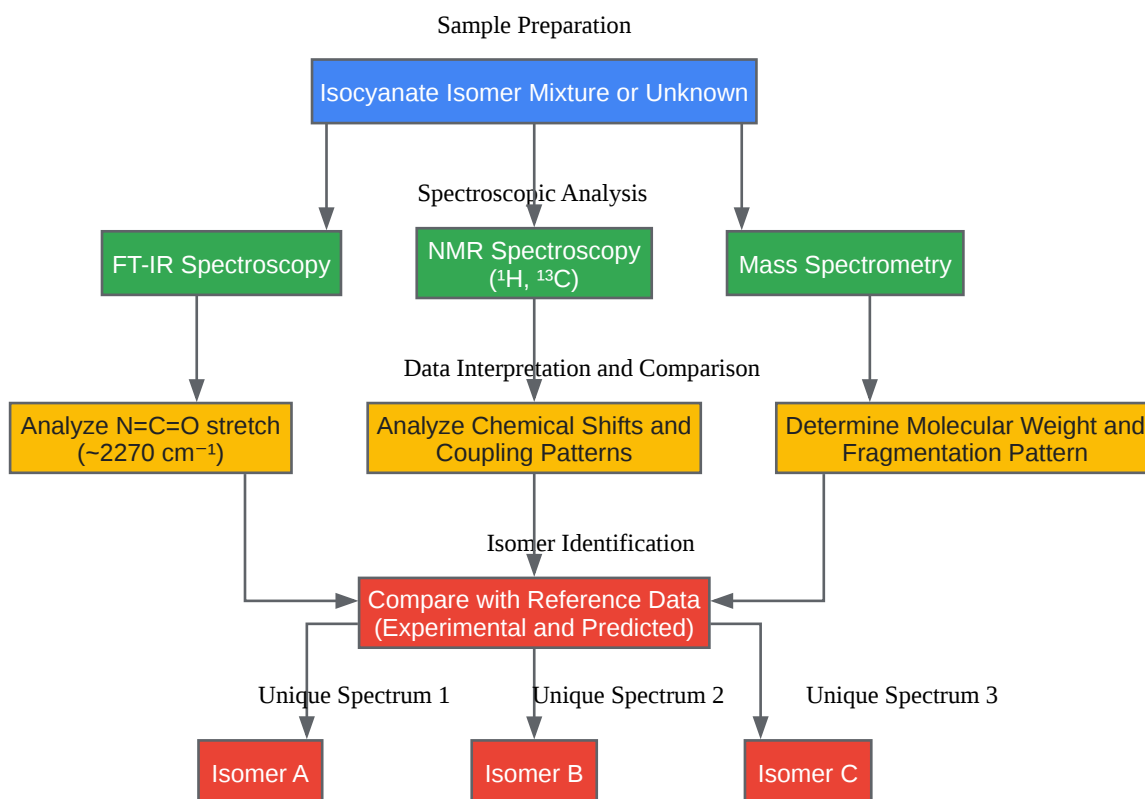 Sample Preparation
Isocyanate Isomer Mixture or Unknown
Spectroscopic Analysis
FT-IR Spectroscopy
NMR Spectroscopy
(¹H, ¹³C)
Mass Spectrometry
Data Interpretation and Comparison
Analyze N=C=O stretch
(~2270 cm⁻¹)
Analyze Chemical Shifts and
Coupling Patterns
Determine Molecular Weight and
Fragmentation Pattern
Isomer Identification
Compare with Reference Data
(Experimental and Predicted)
Unique Spectrum 1
Unique Spectrum 2
Unique Spectrum 3
Isomer A
Isomer B
Isomer C